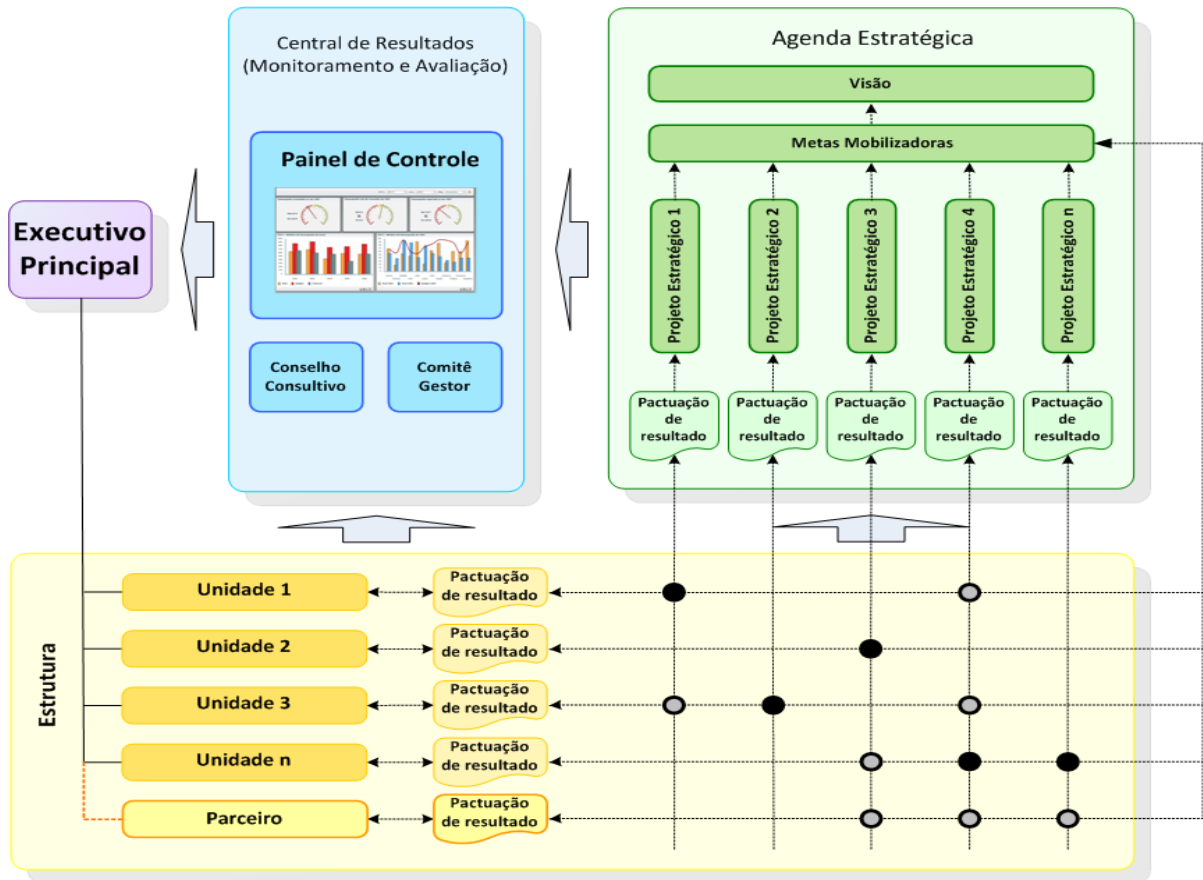 Central de Resultados
(Monitoramento e Avaliação)
Painel de Controle
Conselho
Consultivo
Comitê
Gestor
Executivo
Principal
Agenda Estratégica
Visão
Metas Mobilizadoras
Projeto Estratégico 1
Projeto Estratégico 2
Projeto Estratégico 3
Projeto Estratégico 4
Projeto Estratégico n
Pactuação
de
resultado
Pactuação
de
resultado
Pactuação
de
resultado
Pactuação
de
resultado
Pactuação
de
resultado
Estrutura
Unidade 1
Pactuação
de resultado
Unidade 2
Pactuação
de resultado
Unidade 3
Pactuação
de resultado
Unidade n
Pactuação
de resultado
Parceiro
Pactuação
de resultado